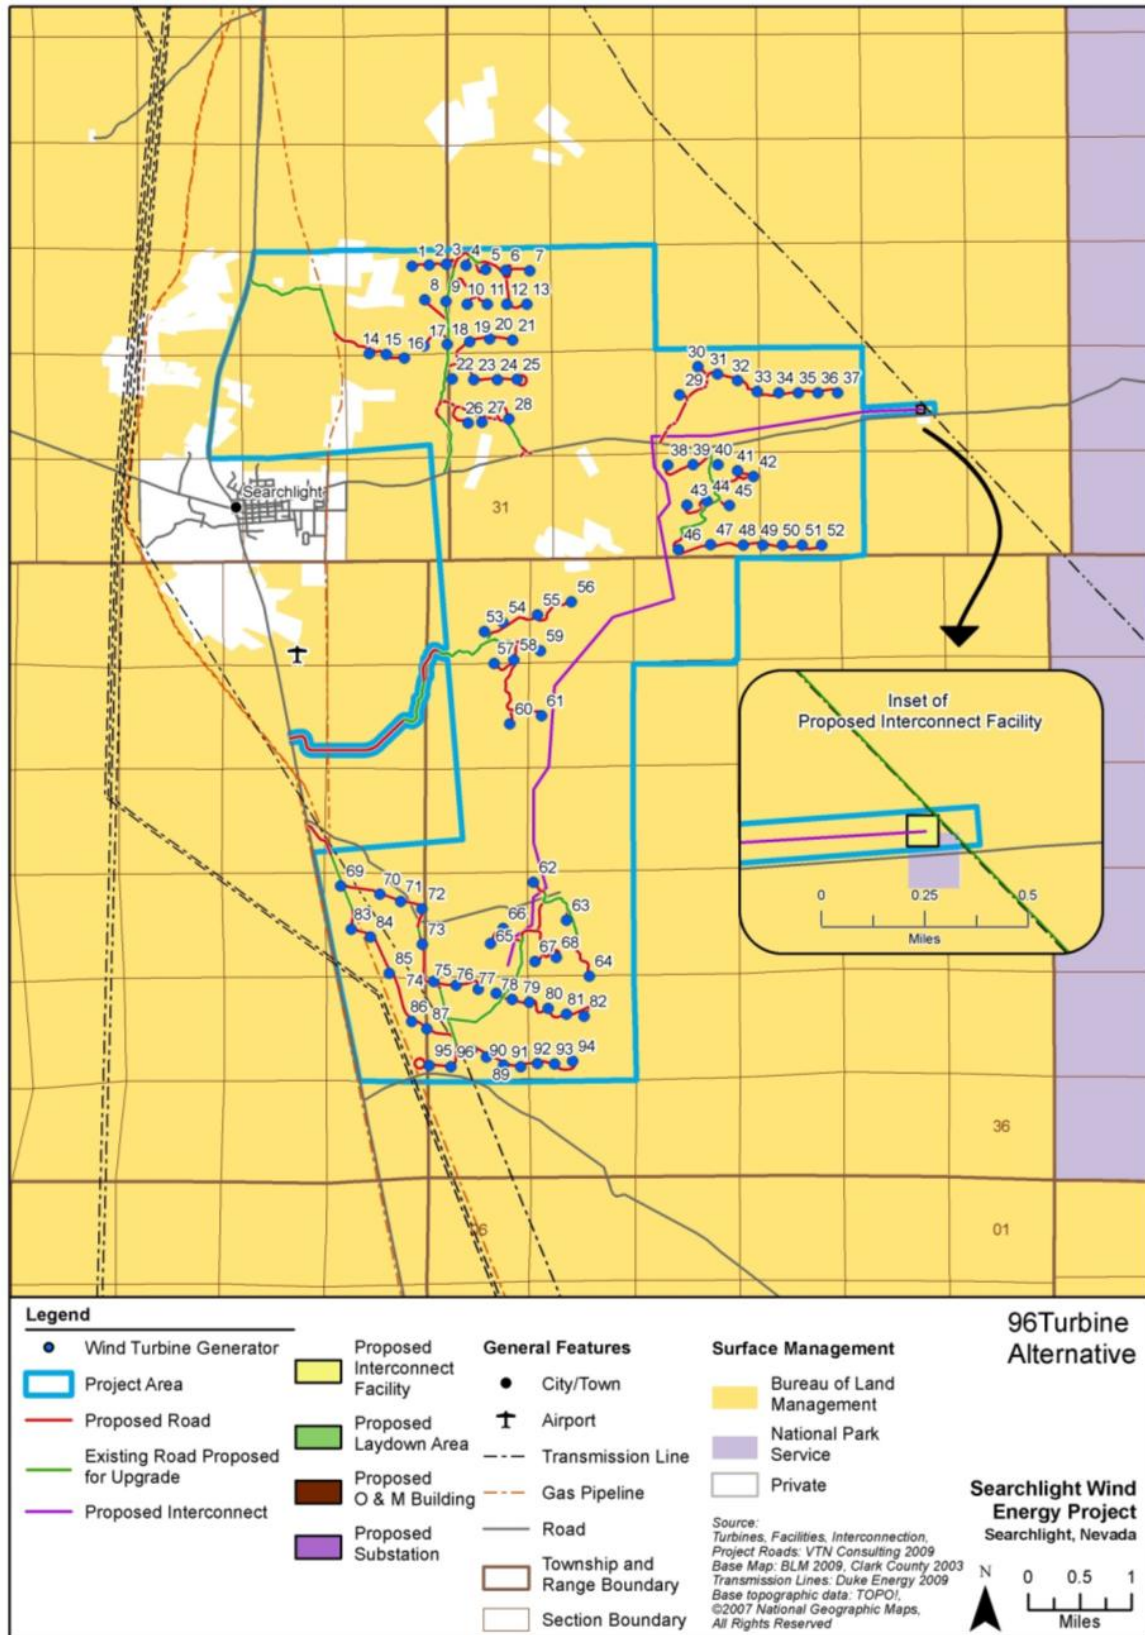 1 2 3 4 5 6 7
8 9 10 11 12 13
14 15 16 17 18 19 20 21
22 23 24 25
26 27 28
29 30 31 32 33 34 35 36 37
38 39 40 41 42
43 44 45
46 47 48 49 50 51 52
Searchlight
31
53 54 55 56
57 58 59
60 61
Inset of
Proposed Interconnect Facility
0 0.25 0.5
Miles
62 63
64
65 66 67 68
69 70 71 72
73
74 75 76 77 78 79 80 81 82
83 84
85
86 87
89 90 91 92 93 94
95 96
36
01
Legend
Wind Turbine Generator
Project Area
Proposed Road
Existing Road Proposed
for Upgrade
Proposed Interconnect
Proposed
Interconnect
Facility
Proposed
Laydown Area
Proposed
O & M Building
Proposed
Substation
General Features
City/Town
Airport
Transmission Line
Gas Pipeline
Road
Township and
Range Boundary
Section Boundary
Surface Management
Bureau of Land
Management
National Park
Service
Private
Source:
Turbines, Facilities, Interconnection,
Project Roads: VTN Consulting 2009
Base Map: BLM 2009, Clark County 2003
Transmission Lines: Duke Energy 2009
Base topographic data: TOPO!,
©2007 National Geographic Maps,
All Rights Reserved
96Turbine
Alternative
Searchlight Wind
Energy Project
Searchlight, Nevada
N
0 0.5 1
Miles